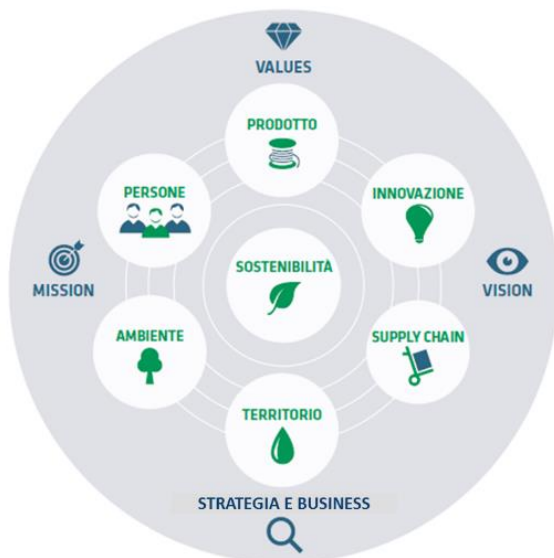 VALUES
PRODOTTO
PERSONE
INNOVAZIONE
SOSTENIBILITÀ
MISSION
VISION
AMBIENTE
SUPPLY CHAIN
TERRITORIO
STRATEGIA E BUSINESS